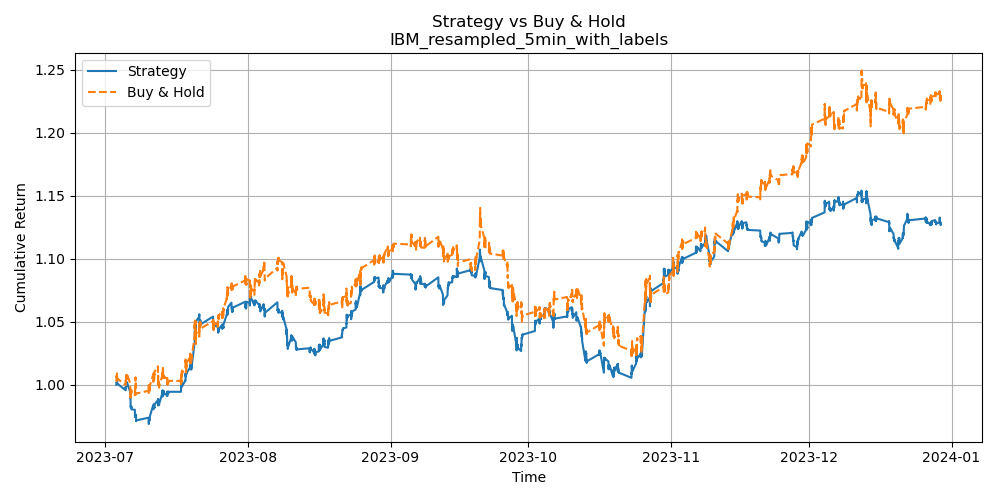 Strategy vs Buy & Hold
IBM_resampled_5min_with_labels
Strategy
Buy & Hold
1.25
1.20
1.15
1.10
1.05
1.00
Cumulative Return
2023-07
2023-08
2023-09
2023-10
2023-11
2023-12
2024-01
Time